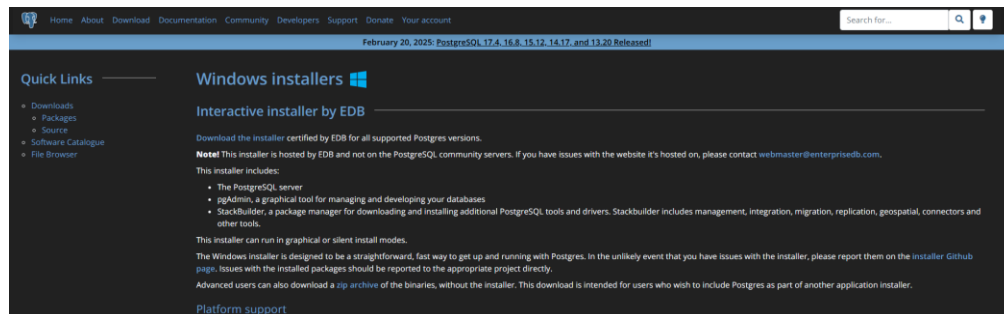 Home About Download Documentation Community Developers Support Donate Your account Search for...
February 20, 2025: PostgreSQL 17.4, 16.8, 15.12, 14.17, and 13.20 Released!
Quick Links
Downloads
Packages
Source
Software Catalogue
File Browser
Windows installers
Interactive installer by EDB
Download the installer certified by EDB for all supported Postgres versions.
Note! This installer is hosted by EDB and not on the PostgreSQL community servers. If you have issues with the website it's hosted on, please contact webmaster@enterprisedb.com.
This installer includes:
• The PostgreSQL server
• pgAdmin, a graphical tool for managing and developing your databases
• StackBuilder, a package manager for downloading and installing additional PostgreSQL tools and drivers. Stackbuilder includes management, integration, migration, replication, geospatial, connectors and
other tools.
This installer can run in graphical or silent install modes.
The Windows installer is designed to be a straightforward, fast way to get up and running with Postgres. In the unlikely event that you have issues with the installer, please report them on the installer Github
page. Issues with the installed packages should be reported to the appropriate project directly.
Advanced users can also download a zip archive of the binaries, without the installer. This download is intended for users who wish to include Postgres as part of another application installer.
Platform support